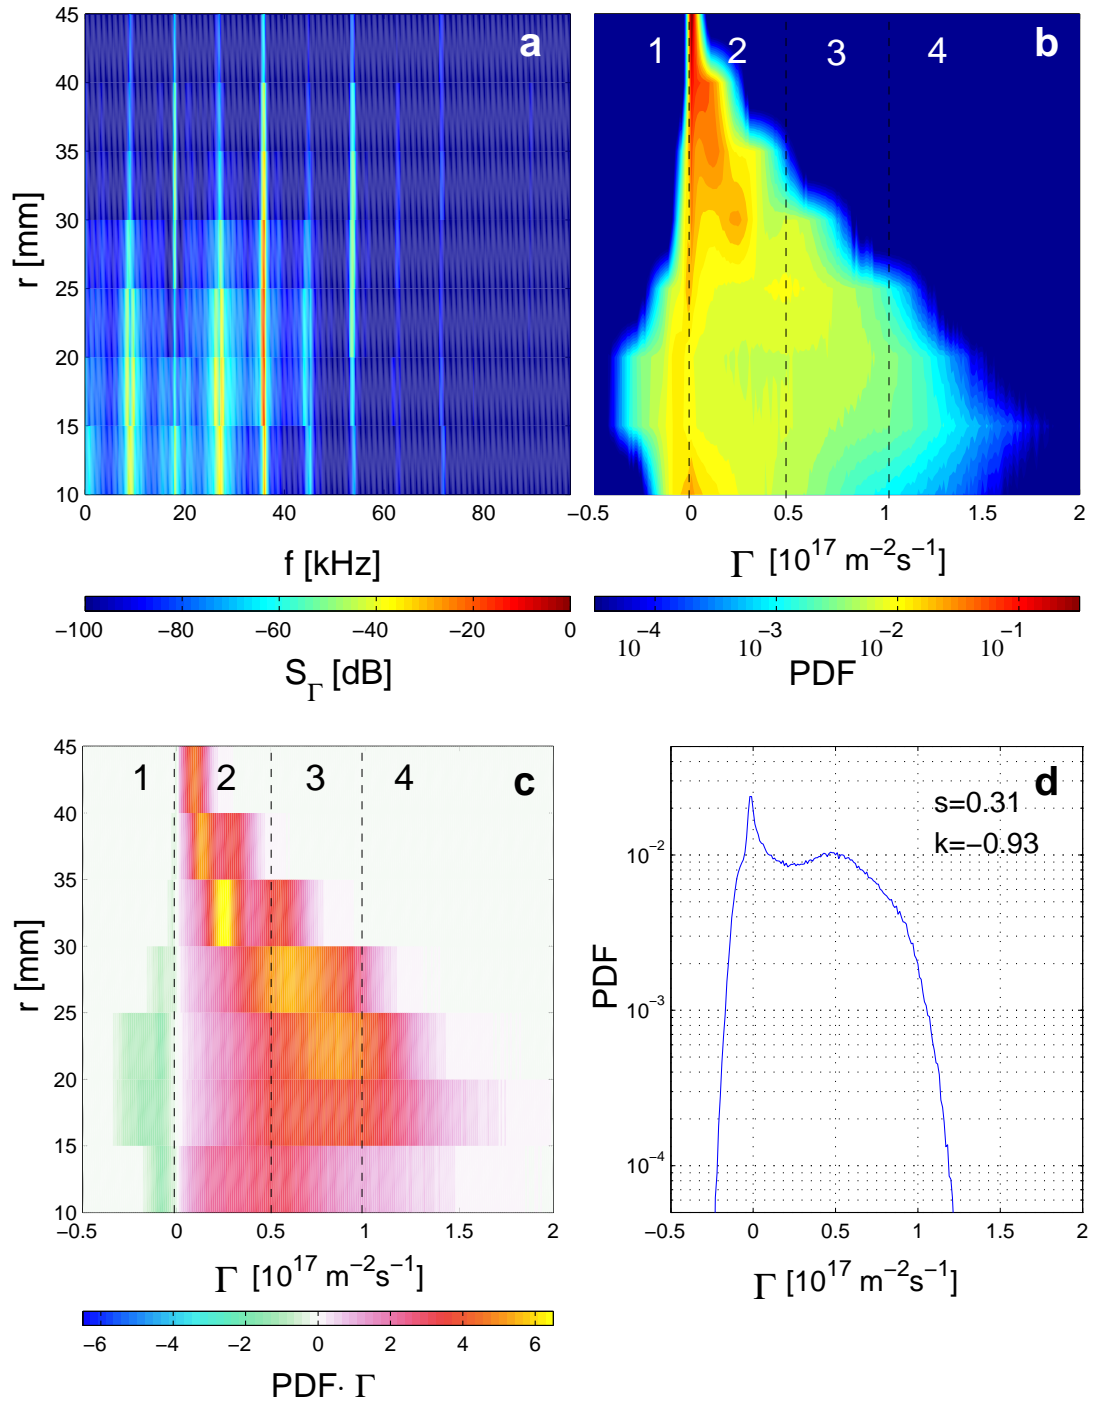 a
45
40
35
30
25
20
15
10
r [mm]
0 20 40 60 80
f [kHz]
−100 −80 −60 −40 −20 0
S_Γ [dB]
b
1 2 3 4
−0.5 0 0.5 1 1.5 2
Γ [10^17 m^−2 s^−1]
10^−4 10^−3 10^−2 10^−1
PDF
c
1 2 3 4
45
40
35
30
25
20
15
10
r [mm]
−0.5 0 0.5 1 1.5 2
Γ [10^17 m^−2 s^−1]
−6 −4 −2 0 2 4 6
PDF· Γ
d
s=0.31
k=−0.93
10^−2
10^−3
10^−4
PDF
−0.5 0 0.5 1 1.5 2
Γ [10^17 m^−2 s^−1]